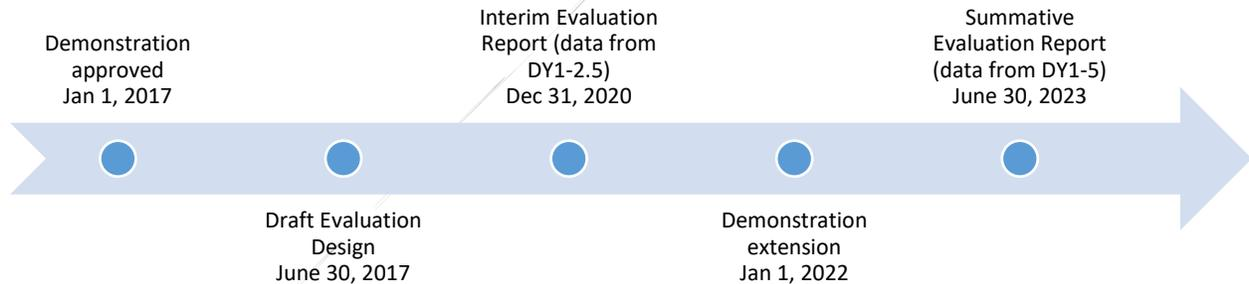 Demonstration
approved
Jan 1, 2017
Draft Evaluation
Design
June 30, 2017
Interim Evaluation
Report (data from
DY1-2.5)
Dec 31, 2020
Demonstration
extension
Jan 1, 2022
Summative
Evaluation Report
(data from DY1-5)
June 30, 2023